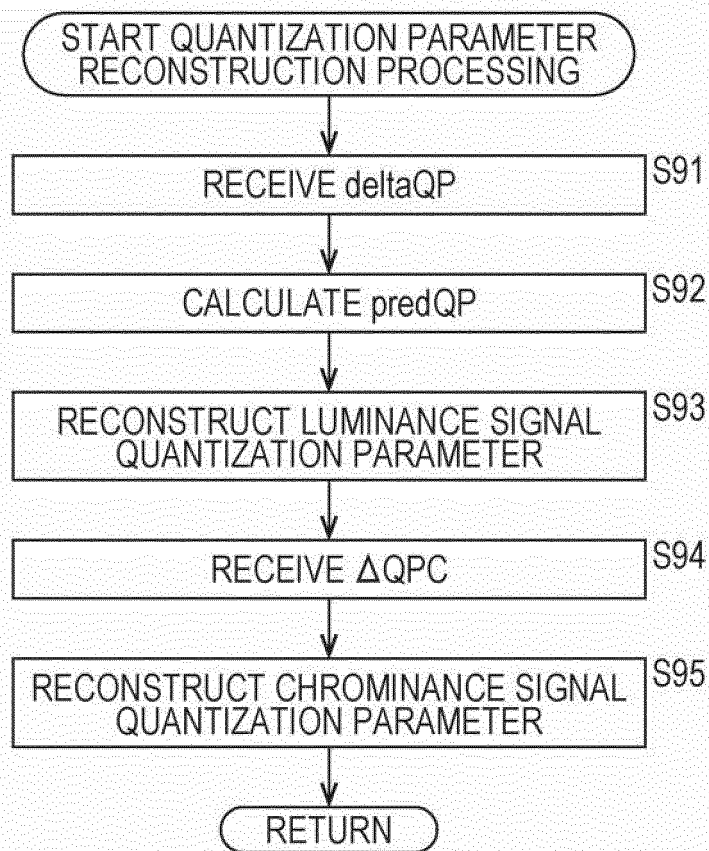 START QUANTIZATION PARAMETER
RECONSTRUCTION PROCESSING
RECEIVE deltaQP
S91
CALCULATE predQP
S92
RECONSTRUCT LUMINANCE SIGNAL
QUANTIZATION PARAMETER
S93
RECEIVE ΔQPC
S94
RECONSTRUCT CHROMINANCE SIGNAL
QUANTIZATION PARAMETER
S95
RETURN